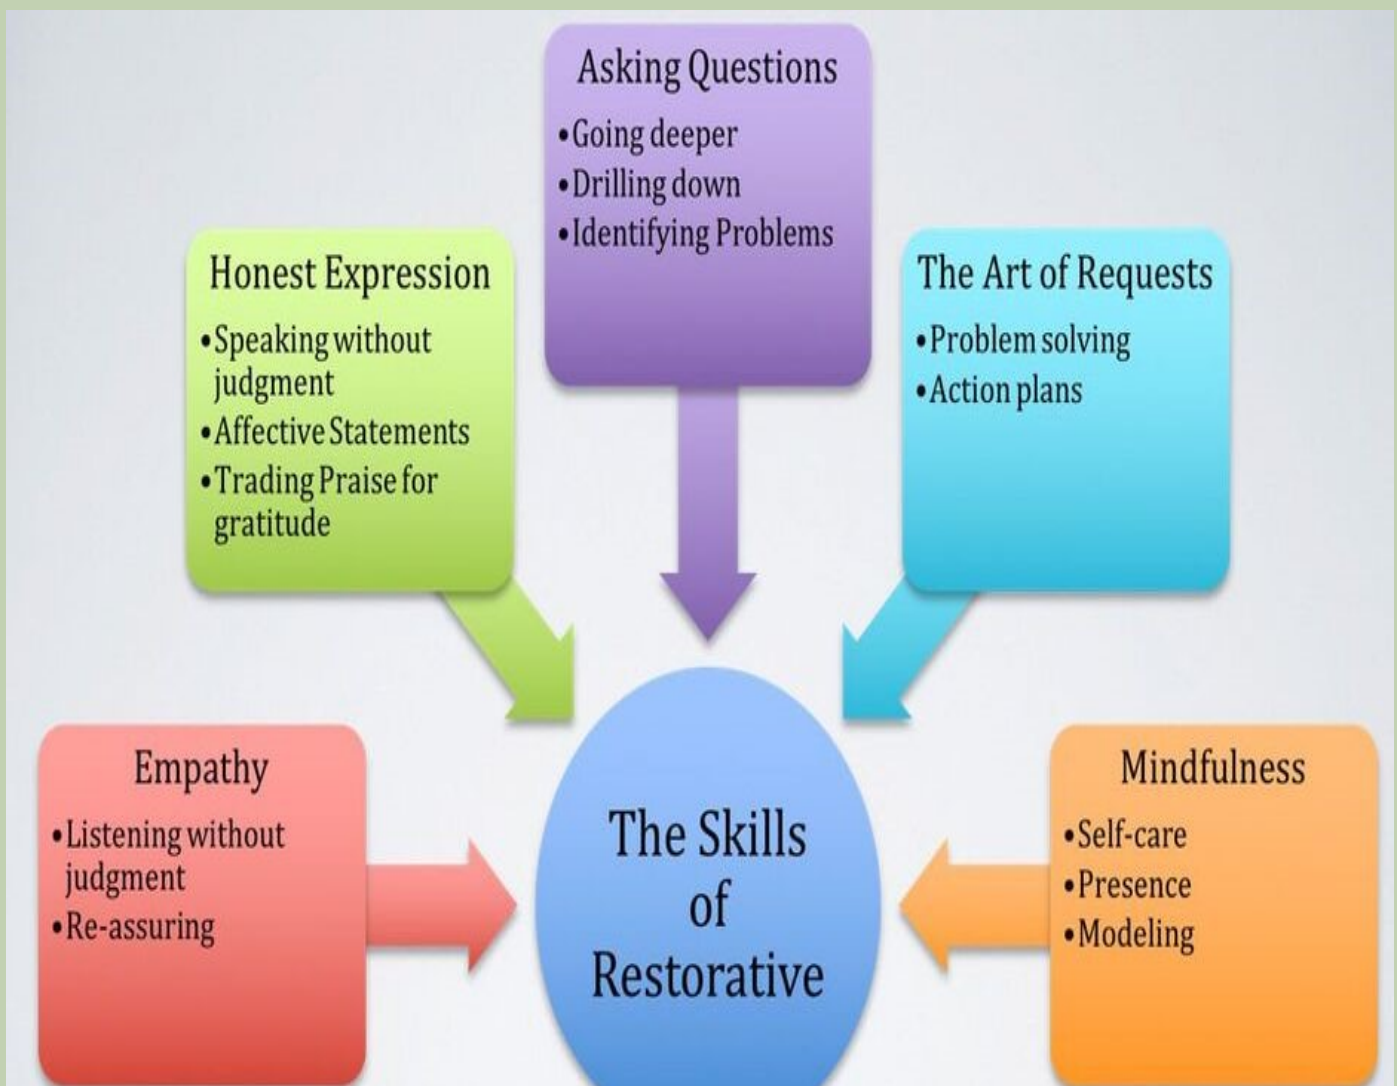 Asking Questions
•Going deeper
•Drilling down
•Identifying Problems
Honest Expression
•Speaking without
judgment
•Affective Statements
•Trading Praise for
gratitude
The Art of Requests
•Problem solving
•Action plans
Empathy
•Listening without
judgment
•Re-assuring
The Skills
of
Restorative
Mindfulness
•Self-care
•Presence
•Modeling